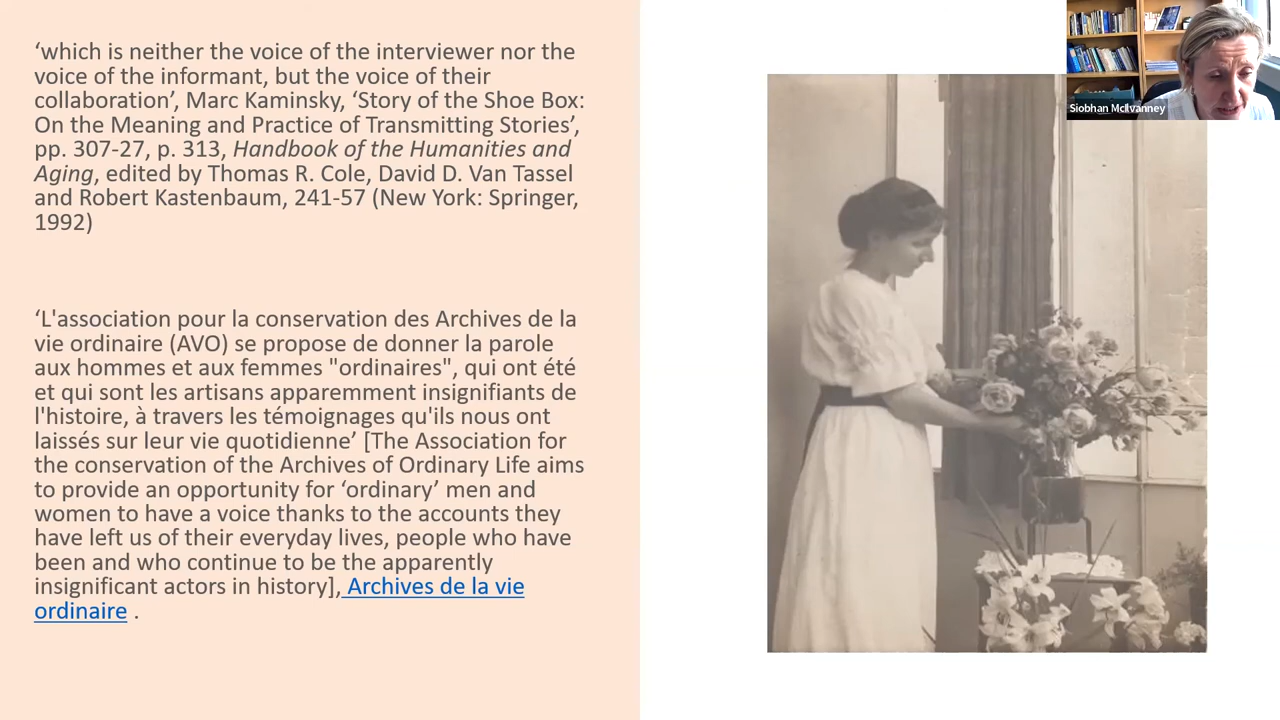 ‘which is neither the voice of the interviewer nor the
voice of the informant, but the voice of their
collaboration’, Marc Kaminsky, ‘Story of the Shoe Box:
On the Meaning and Practice of Transmitting Stories’,
pp. 307-27, p. 313, Handbook of the Humanities and
Aging, edited by Thomas R. Cole, David D. Van Tassel
and Robert Kastenbaum, 241-57 (New York: Springer,
1992)
‘L'association pour la conservation des Archives de la
vie ordinaire (AVO) se propose de donner la parole
aux hommes et aux femmes "ordinaires", qui ont été
et qui sont les artisans apparemment insignifiants de
l'histoire, à travers les témoignages qu'ils nous ont
laissés sur leur vie quotidienne’ [The Association for
the conservation of the Archives of Ordinary Life aims
to provide an opportunity for ‘ordinary’ men and
women to have a voice thanks to the accounts they
have left us of their everyday lives, people who have
been and who continue to be the apparently
insignificant actors in history], Archives de la vie
ordinaire .
Siobhan McIlvanney